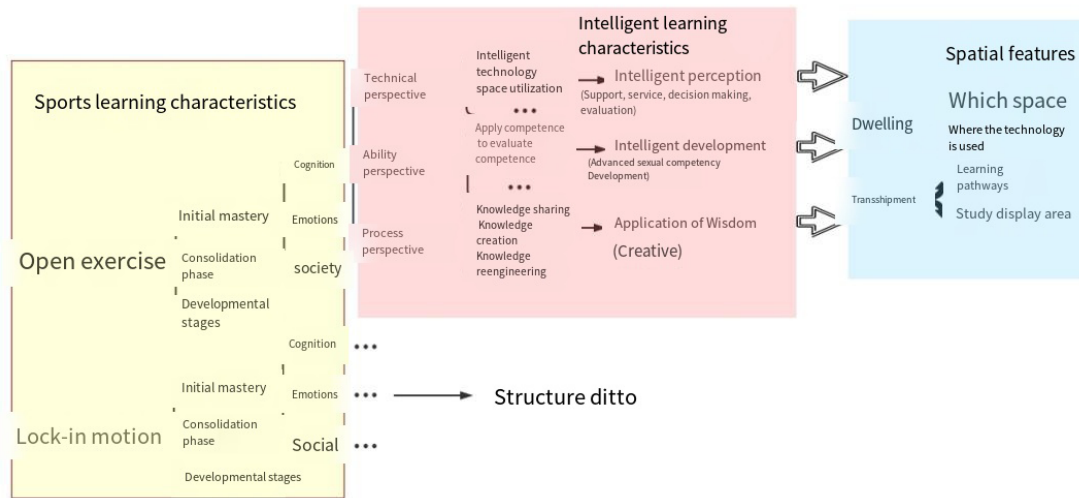 Sports learning characteristics
Open exercise
Initial mastery
Consolidation
phase
Developmental
stages
Cognition
Emotions
society
Lock-in motion
Initial mastery
Consolidation
phase
Developmental stages
Cognition
Emotions
Social
Structure ditto
Intelligent learning
characteristics
Technical
perspective
Ability
perspective
Process
perspective
Intelligent
technology
space utilization
Apply competence
to evaluate
competence
Knowledge sharing
Knowledge
creation
Knowledge
reengineering
Intelligent perception
(Support, service, decision making,
evaluation)
Intelligent development
(Advanced sexual competency
Development)
Application of Wisdom
(Creative)
Spatial features
Dwelling
Which space
Where the technology
is used
Transshipment
Learning
pathways
Study display area